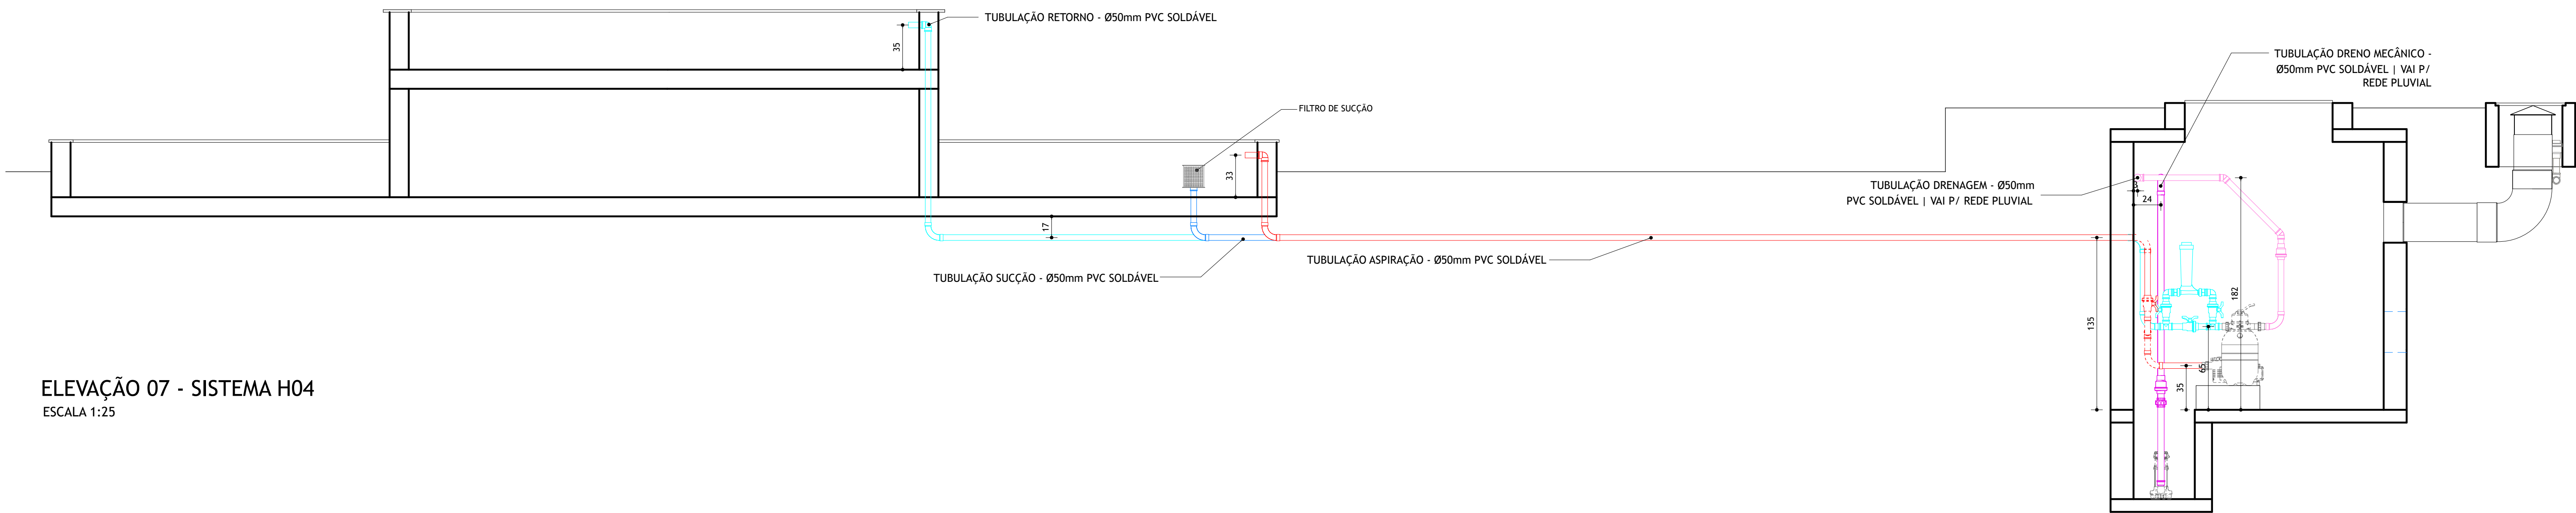 TUBULAÇÃO RETORNO - Ø50mm PVC SOLDÁVEL
35
TUBULAÇÃO DRENO MECÂNICO -
Ø50mm PVC SOLDÁVEL | VAI P/
REDE PLUVIAL
FILTRO DE SUCÇÃO
33
TUBULAÇÃO DRENAGEM - Ø50mm
PVC SOLDÁVEL | VAI P/ REDE PLUVIAL
24
17
TUBULAÇÃO ASPIRAÇÃO - Ø50mm PVC SOLDÁVEL
TUBULAÇÃO SUCÇÃO - Ø50mm PVC SOLDÁVEL
182
135
65
35
ELEVAÇÃO 07 - SISTEMA H04
ESCALA 1:25